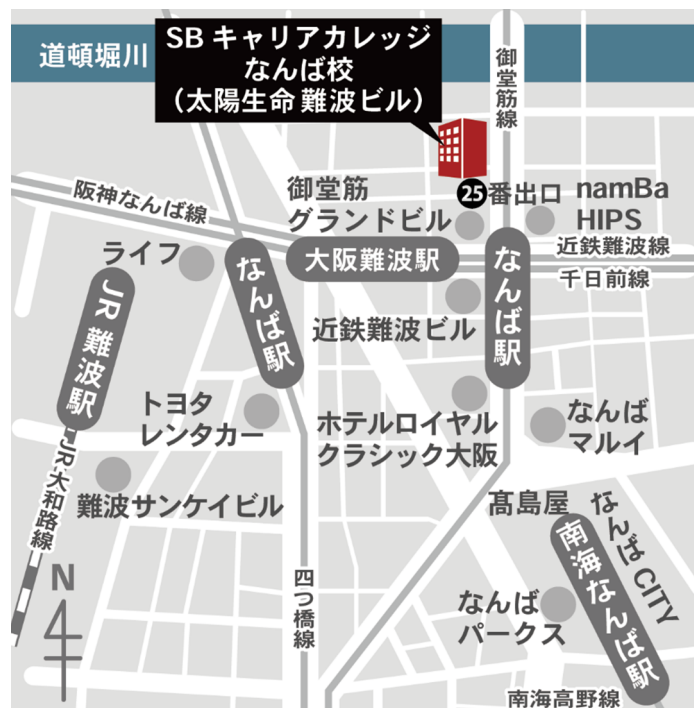 道頓堀川
SB キャリアカレッジ
なんば校
（太陽生命 難波ビル）
御堂筋線
25番出口
namBa
HIPS
御堂筋
グランドビル
阪神なんば線
ライフ
なんば駅
大阪難波駅
なんば駅
近鉄難波線
千日前線
JR 難波駅
近鉄難波ビル
トヨタ
レンタカー
ホテルロイヤル
クラシック大阪
なんば
マルイ
JR大和路線
難波サンケイビル
髙島屋
なんばCITY
南海なんば駅
N
四つ橋線
なんば
パークス
南海高野線